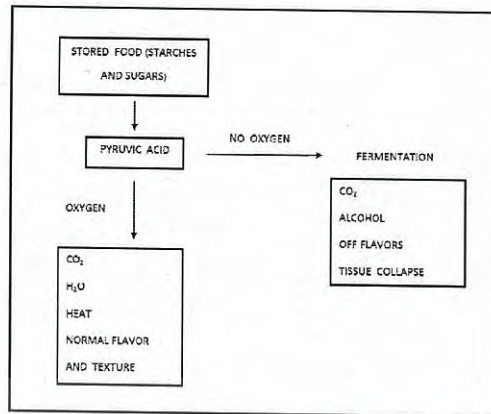 STORED FOOD (STARCHES
AND SUGARS)
PYRUVIC ACID
NO OXYGEN
FERMENTATION
OXYGEN
CO₂
ALCOHOL
OFF FLAVORS
TISSUE COLLAPSE
CO₂
H₂O
HEAT
NORMAL FLAVOR
AND TEXTURE